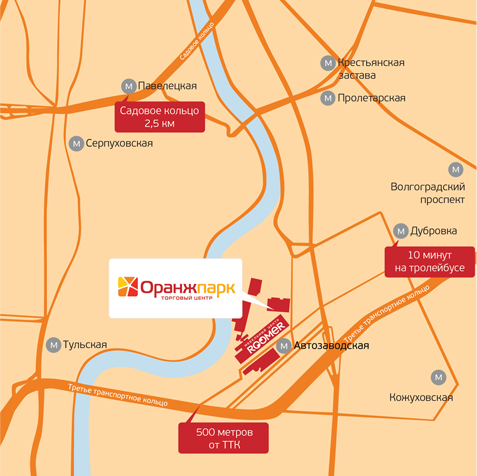 Садовое кольцо
М
Крестьянская
застава
М
Павелецкая
М
Пролетарская
Садовое кольцо
2,5 км
М
Серпуховская
М
Волгоградский
проспект
М
Дубровка
10 минут
на тролейбусе
Оранжпарк
ТОРГОВЫЙ ЦЕНТР
Третье транспортное кольцо
ROOMER
М
Тульская
М
Автозаводская
М
Кожуховская
Третье транспортное кольцо
500 метров
от ТТК